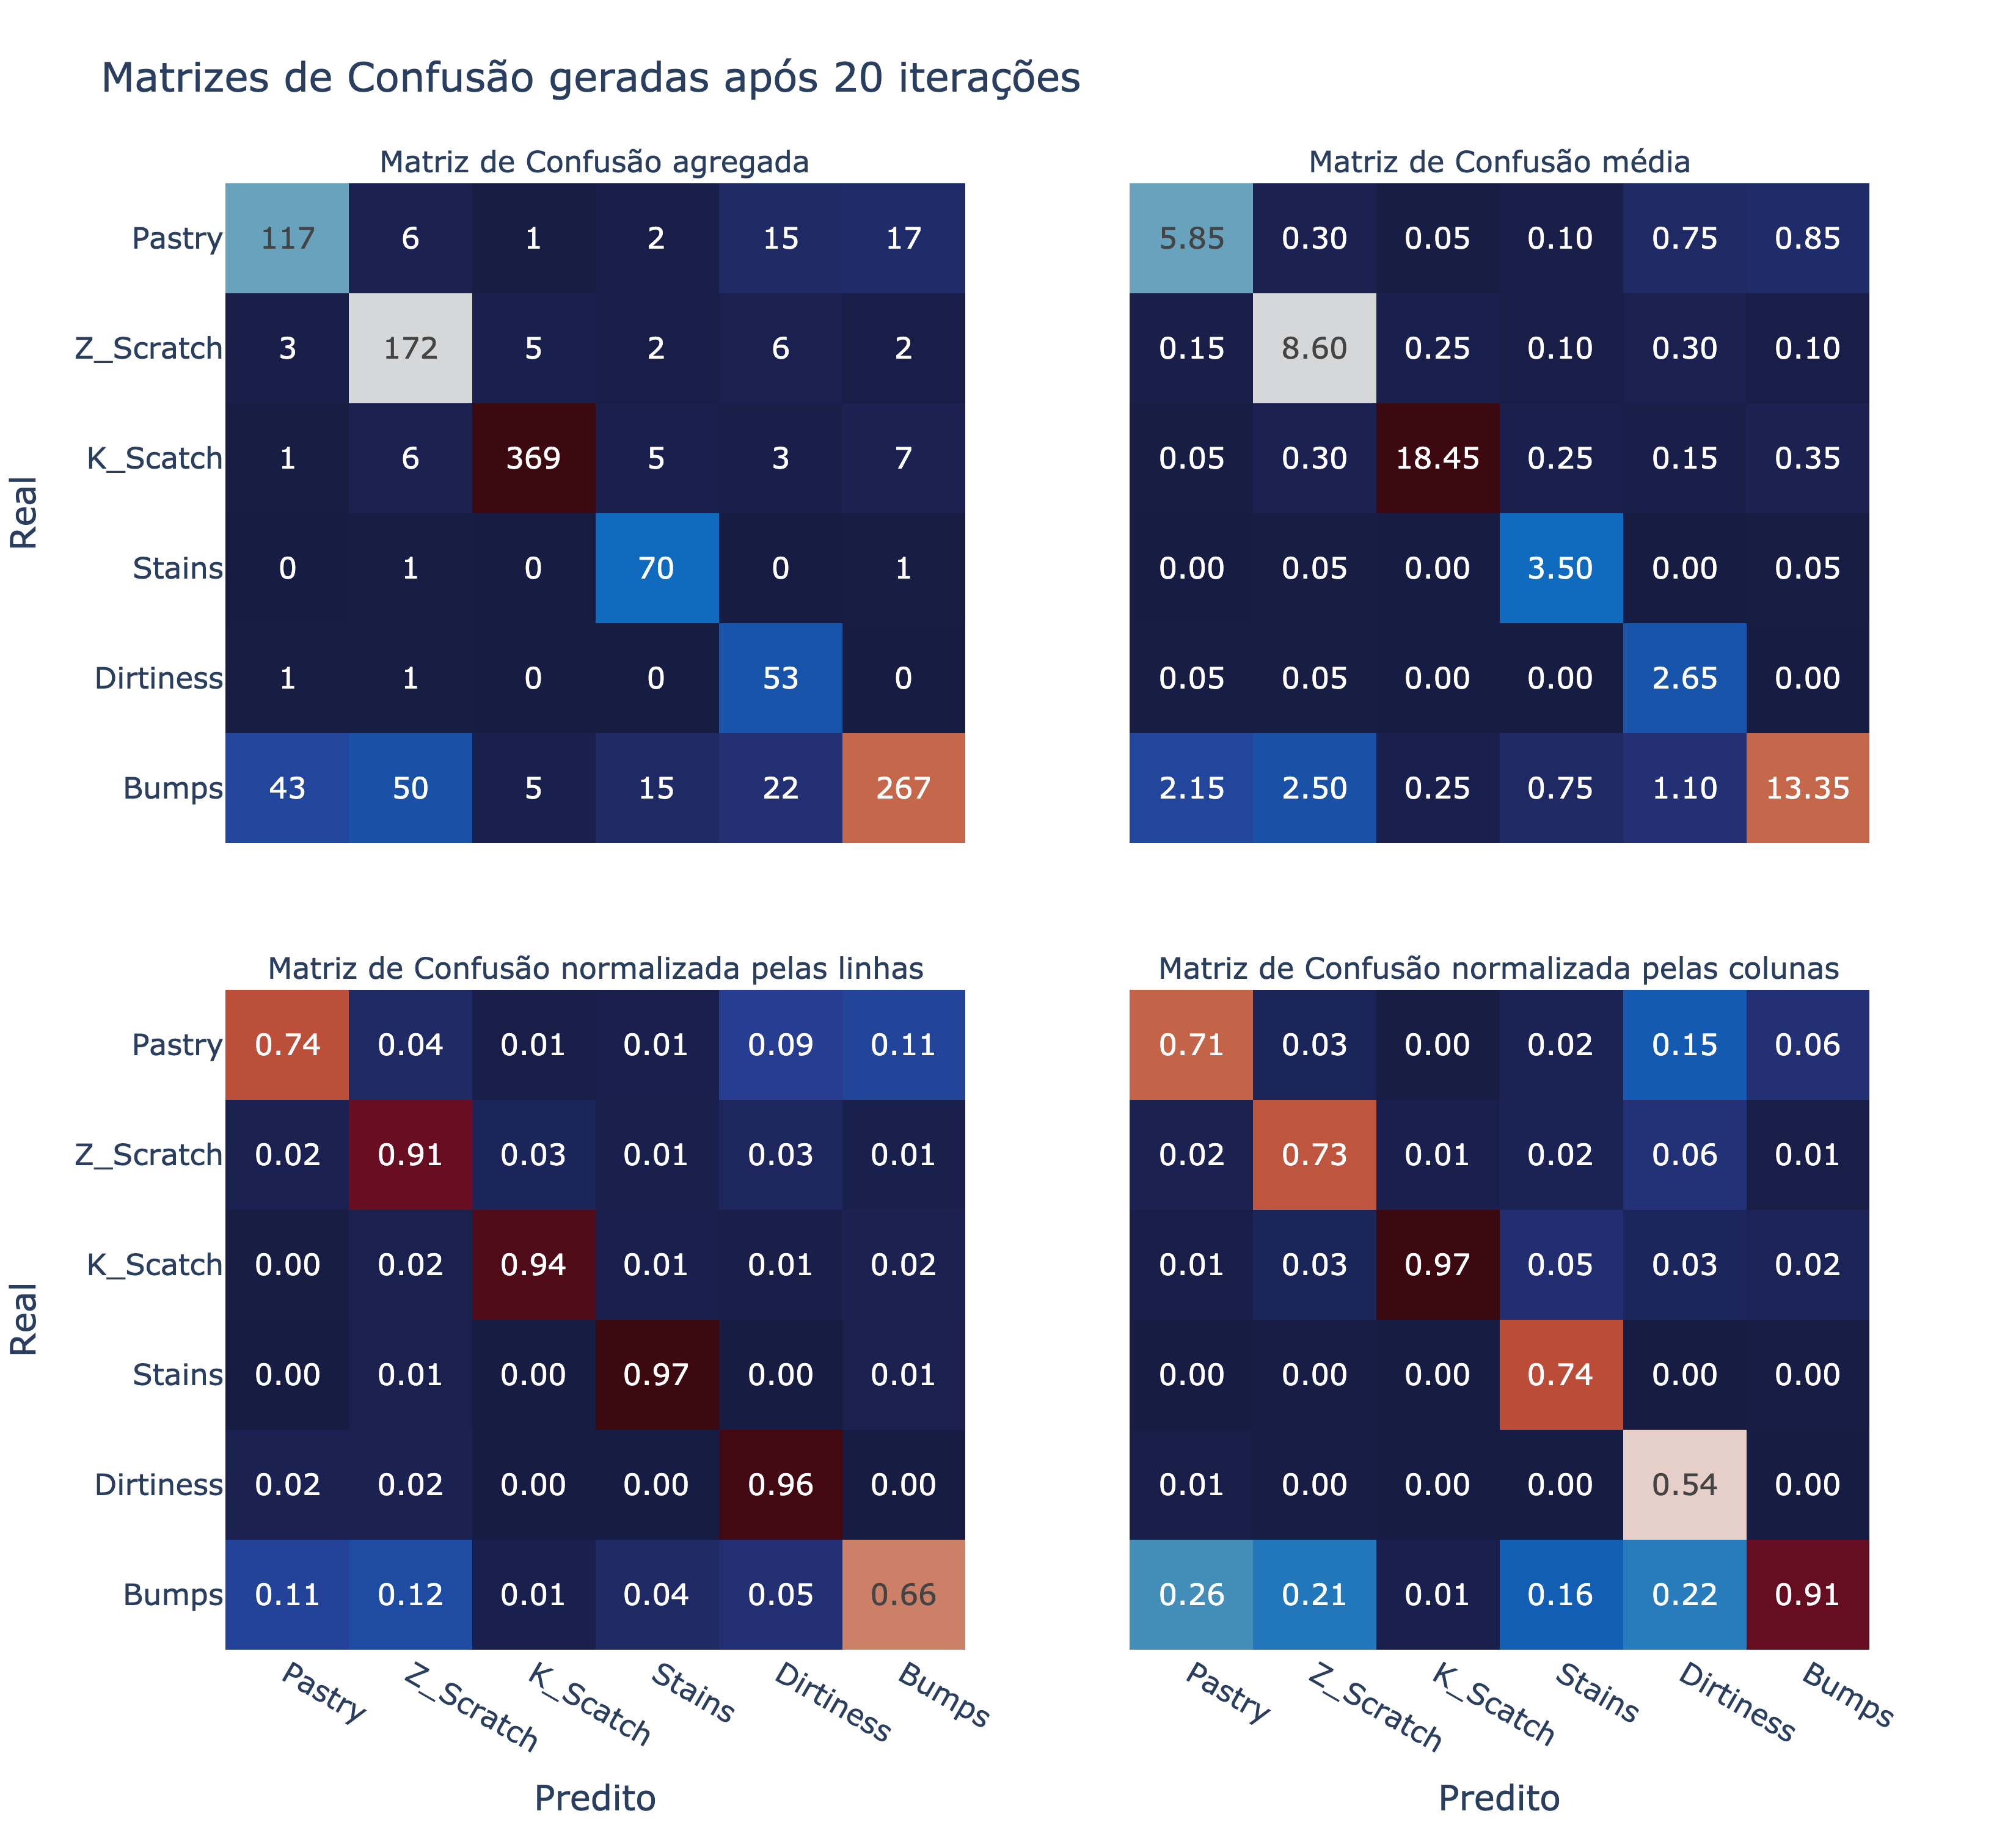 Matrizes de Confusão geradas após 20 iterações
Matriz de Confusão agregada
Matriz de Confusão média
Real
Pastry 117 6 1 2 15 17
Z_Scratch 3 172 5 2 6 2
K_Scatch 1 6 369 5 3 7
Stains 0 1 0 70 0 1
Dirtiness 1 1 0 0 53 0
Bumps 43 50 5 15 22 267
5.85 0.30 0.05 0.10 0.75 0.85
0.15 8.60 0.25 0.10 0.30 0.10
0.05 0.30 18.45 0.25 0.15 0.35
0.00 0.05 0.00 3.50 0.00 0.05
0.05 0.05 0.00 0.00 2.65 0.00
2.15 2.50 0.25 0.75 1.10 13.35
Matriz de Confusão normalizada pelas linhas
Matriz de Confusão normalizada pelas colunas
Real
Pastry 0.74 0.04 0.01 0.01 0.09 0.11
Z_Scratch 0.02 0.91 0.03 0.01 0.03 0.01
K_Scatch 0.00 0.02 0.94 0.01 0.01 0.02
Stains 0.00 0.01 0.00 0.97 0.00 0.01
Dirtiness 0.02 0.02 0.00 0.00 0.96 0.00
Bumps 0.11 0.12 0.01 0.04 0.05 0.66
Pastry Z_Scratch K_Scatch Stains Dirtiness Bumps
Predito
0.71 0.03 0.00 0.02 0.15 0.06
0.02 0.73 0.01 0.02 0.06 0.01
0.01 0.03 0.97 0.05 0.03 0.02
0.00 0.00 0.00 0.74 0.00 0.00
0.01 0.00 0.00 0.00 0.54 0.00
0.26 0.21 0.01 0.16 0.22 0.91
Pastry Z_Scratch K_Scatch Stains Dirtiness Bumps
Predito